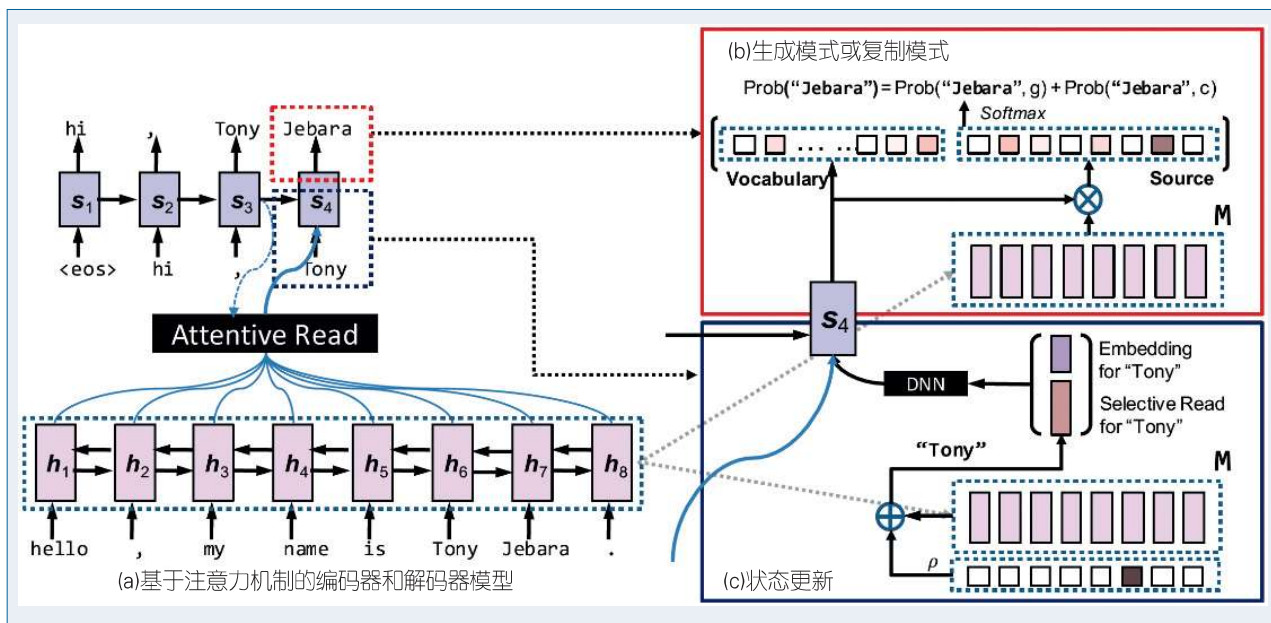 hi
,
Tony
Jebara
s1
s2
s3
s4
<eos>
hi
,
Tony
Attentive Read
h1
h2
h3
h4
h5
h6
h7
h8
hello
,
my
name
is
Tony
Jebara
.
(a)基于注意力机制的编码器和解码器模型
(b)生成模式或复制模式
Prob("Jebara") = Prob("Jebara", g) + Prob("Jebara", c)
Softmax
... ...
Vocabulary
Source
M
s4
DNN
Embedding
for “Tony”
Selective Read
for “Tony”
“Tony”
M
ρ
(c)状态更新